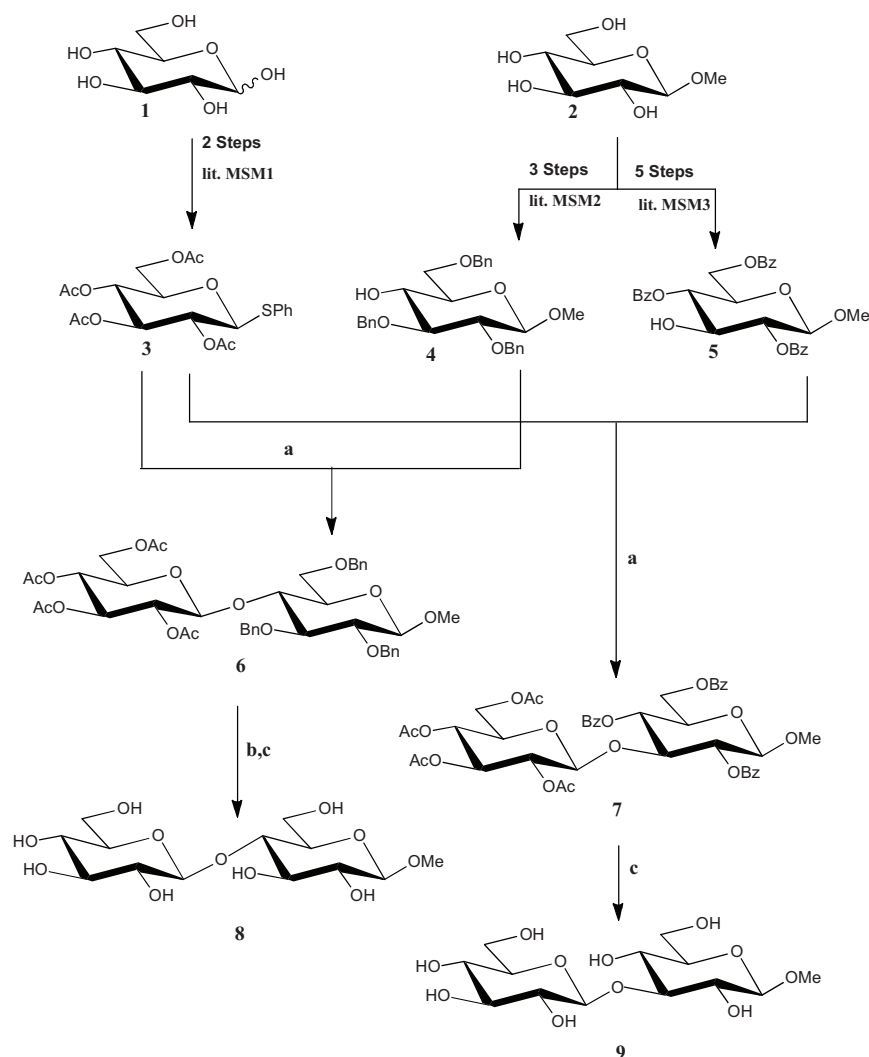 OH
HO
O
HO
OH
OH
1
OH
HO
O
HO
OMe
OH
2
2 Steps
lit. MSM1
3 Steps
lit. MSM2
5 Steps
lit. MSM3
OAc
AcO
O
AcO
SPh
OAc
3
OBn
HO
O
BnO
OMe
OBn
4
OBz
BzO
O
HO
OMe
OBz
5
a
a
OAc
AcO
O
AcO
OAc
O
OBn
O
BnO
OMe
OBn
6
b,c
OAc
AcO
O
AcO
OAc
O
OBz
BzO
O
OMe
OBz
7
c
OH
HO
O
HO
OH
O
OH
O
HO
OMe
OH
8
OH
HO
O
HO
OH
O
OH
HO
O
OMe
OH
9